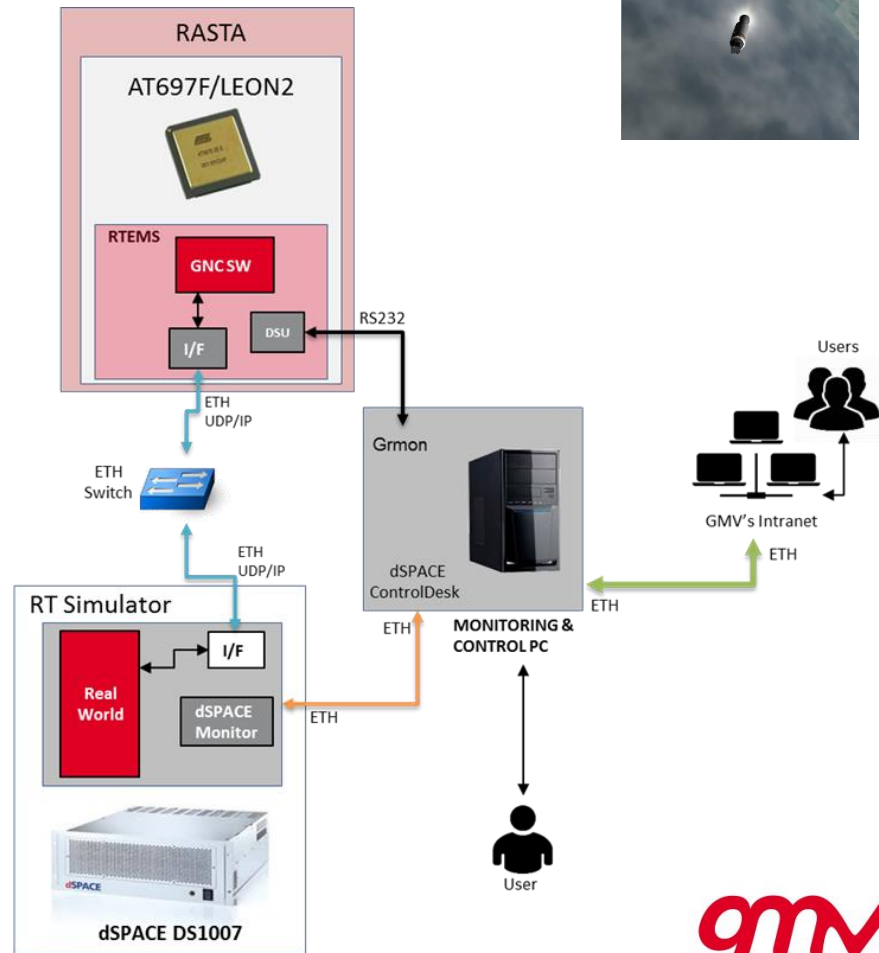 RASTA
AT697F/LEON2
RTEMS
GNC SW
DSU
I/F
RS232
ETH
UDP/IP
ETH
Switch
ETH
UDP/IP
Grmon
dSPACE
ControlDesk
MONITORING &
CONTROL PC
ETH
ETH
ETH
Users
GMV's Intranet
ETH
RT Simulator
I/F
Real
World
dSPACE
Monitor
dSPACE
dSPACE DS1007
User
gmv